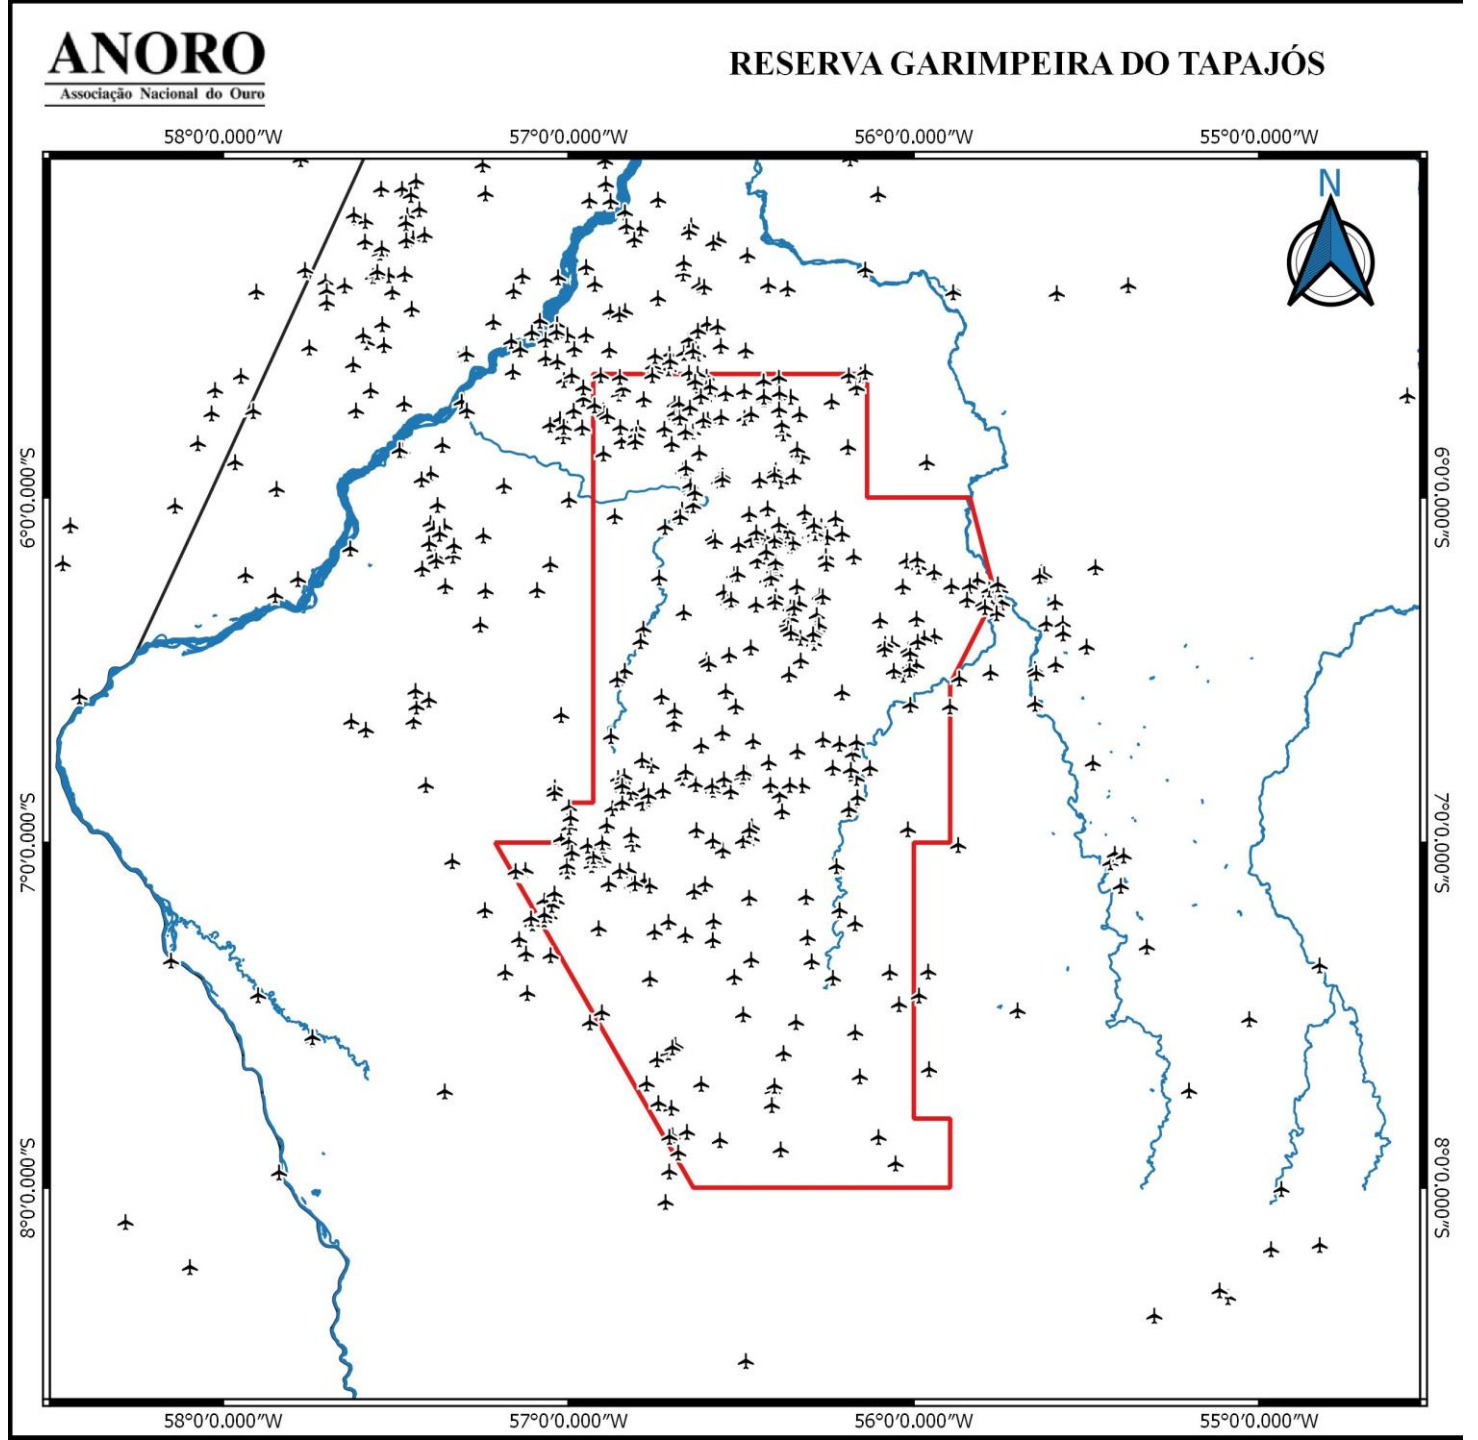 ANORO
Associação Nacional do Ouro
RESERVA GARIMPEIRA DO TAPAJÓS
58°0'0.000"W 57°0'0.000"W 56°0'0.000"W 55°0'0.000"W
N
6°0'0.000"S 6°0'0.000"S
7°0'0.000"S 7°0'0.000"S
8°0'0.000"S 8°0'0.000"S
58°0'0.000"W 57°0'0.000"W 56°0'0.000"W 55°0'0.000"W